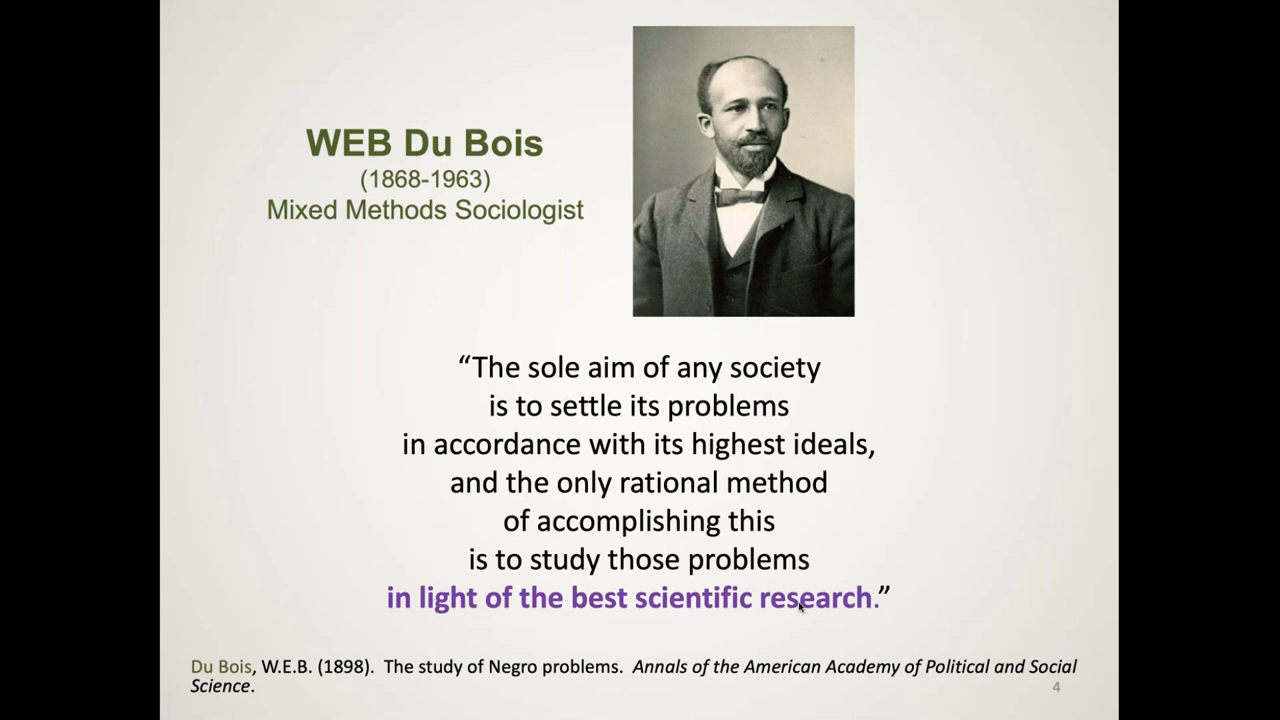 WEB Du Bois
(1868-1963)
Mixed Methods Sociologist
“The sole aim of any society
is to settle its problems
in accordance with its highest ideals,
and the only rational method
of accomplishing this
is to study those problems
in light of the best scientific research.”
Du Bois, W.E.B. (1898). The study of Negro problems. Annals of the American Academy of Political and Social
Science.
4